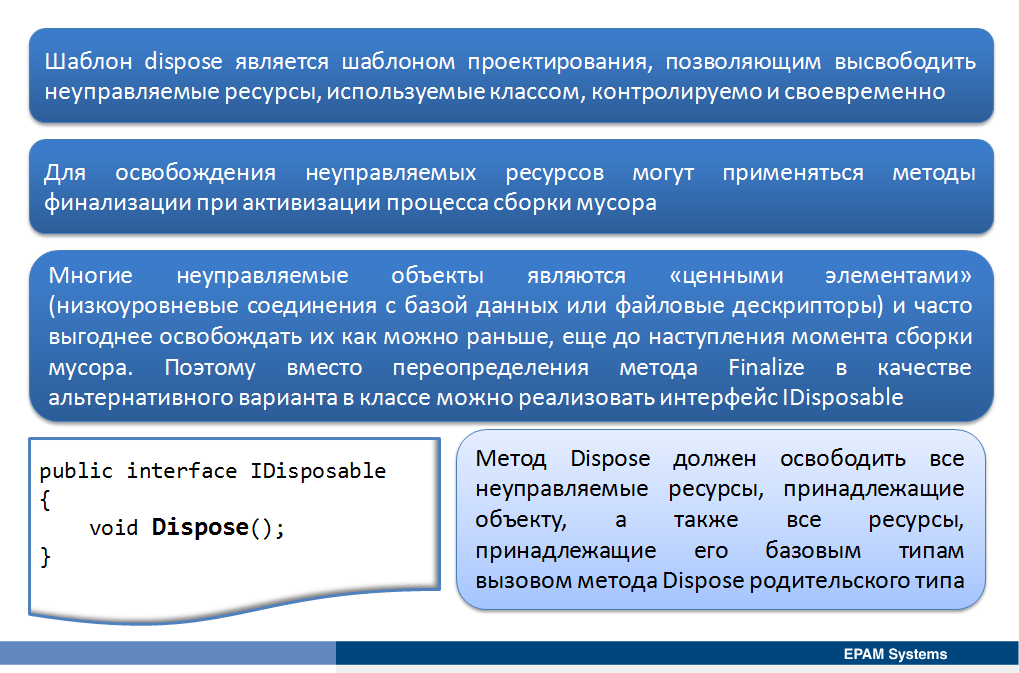 Шаблон dispose является шаблоном проектирования, позволяющим высвободить
неуправляемые ресурсы, используемые классом, контролируемо и своевременно
Для освобождения неуправляемых ресурсов могут применяться методы
финализации при активизации процесса сборки мусора
Многие неуправляемые объекты являются «ценными элементами»
(низкоуровневые соединения с базой данных или файловые дескрипторы) и часто
выгоднее освобождать их как можно раньше, еще до наступления момента сборки
мусора. Поэтому вместо переопределения метода Finalize в качестве
альтернативного варианта в классе можно реализовать интерфейс IDisposable
public interface IDisposable
{
void Dispose();
}
Метод Dispose должен освободить все
неуправляемые ресурсы, принадлежащие
объекту, а также все ресурсы,
принадлежащие его базовым типам
вызовом метода Dispose родительского типа
EPAM Systems